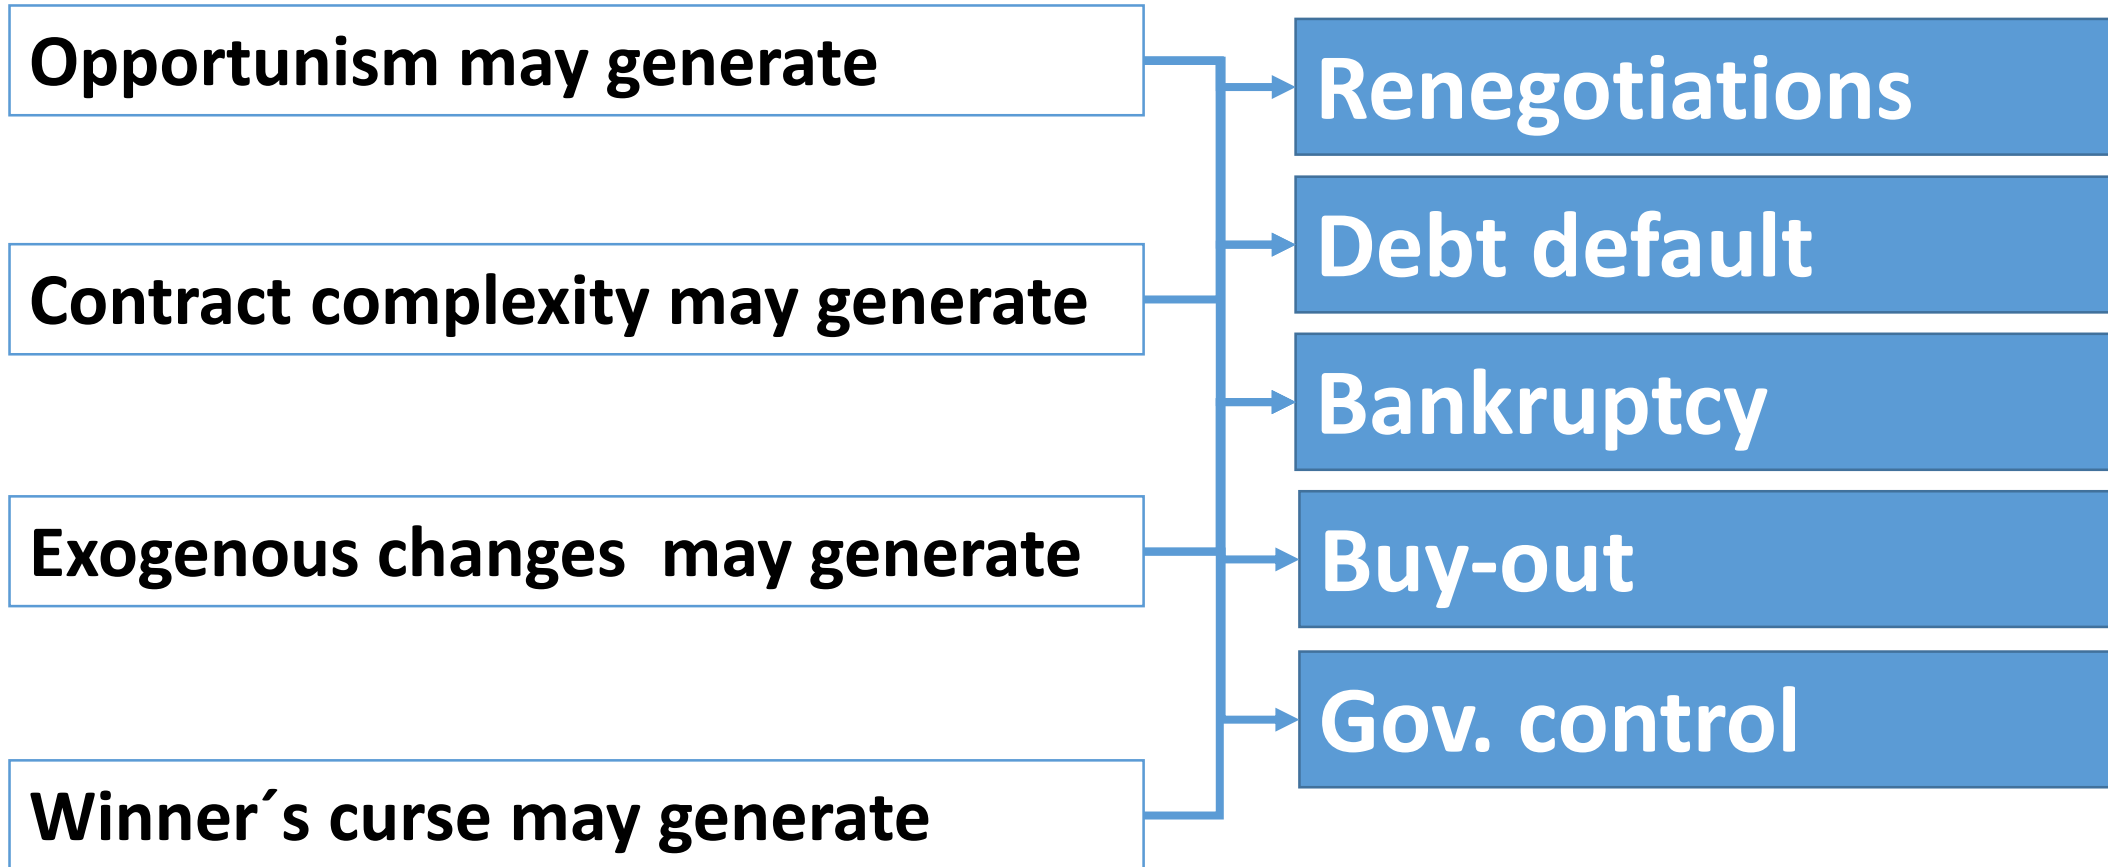 Opportunism may generate
Contract complexity may generate
Exogenous changes  may generate
Winner´s curse may generate
Renegotiations
Debt default
Bankruptcy
Buy-out
Gov. control